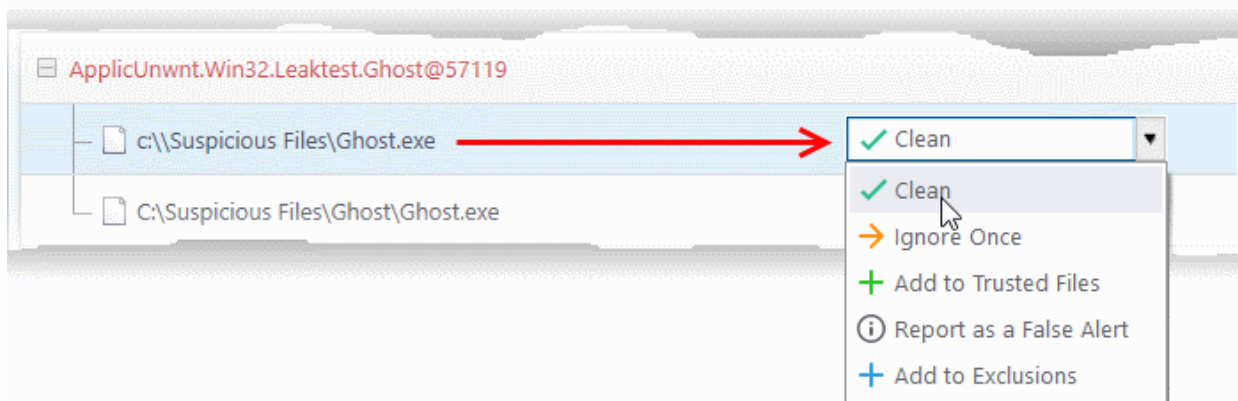 ApplicUnwnt.Win32.Leaktest.Ghost@57119
c:\\Suspicious Files\Ghost.exe
Clean
Clean
C:\Suspicious Files\Ghost\Ghost.exe
Ignore Once
Add to Trusted Files
Report as a False Alert
Add to Exclusions